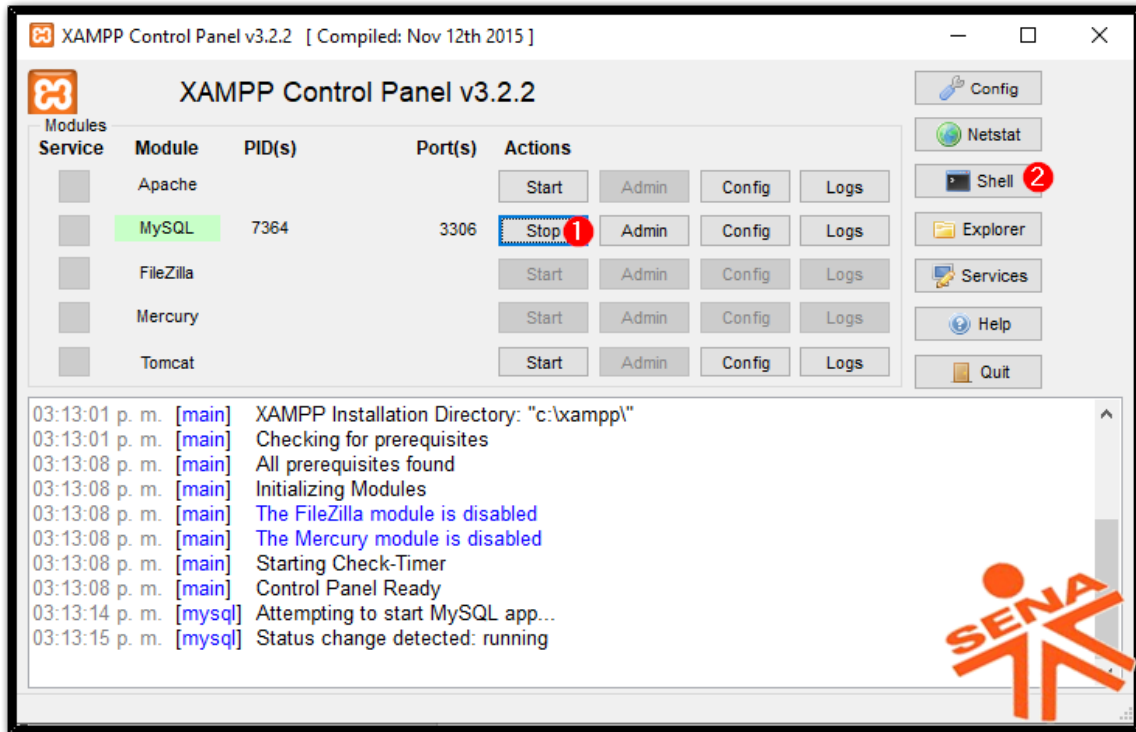 XAMPP Control Panel v3.2.2 [ Compiled: Nov 12th 2015 ]
XAMPP Control Panel v3.2.2
Config
Modules
Service Module PID(s) Port(s) Actions
Netstat
Apache Start Admin Config Logs
Shell 2
MySQL 7364 3306 Stop 1 Admin Config Logs
Explorer
FileZilla Start Admin Config Logs
Services
Mercury Start Admin Config Logs
Help
Tomcat Start Admin Config Logs
Quit
03:13:01 p. m. [main] XAMPP Installation Directory: "c:\xampp\"
03:13:01 p. m. [main] Checking for prerequisites
03:13:08 p. m. [main] All prerequisites found
03:13:08 p. m. [main] Initializing Modules
03:13:08 p. m. [main] The FileZilla module is disabled
03:13:08 p. m. [main] The Mercury module is disabled
03:13:08 p. m. [main] Starting Check-Timer
03:13:08 p. m. [main] Control Panel Ready
03:13:14 p. m. [mysql] Attempting to start MySQL app...
03:13:15 p. m. [mysql] Status change detected: running
SENA